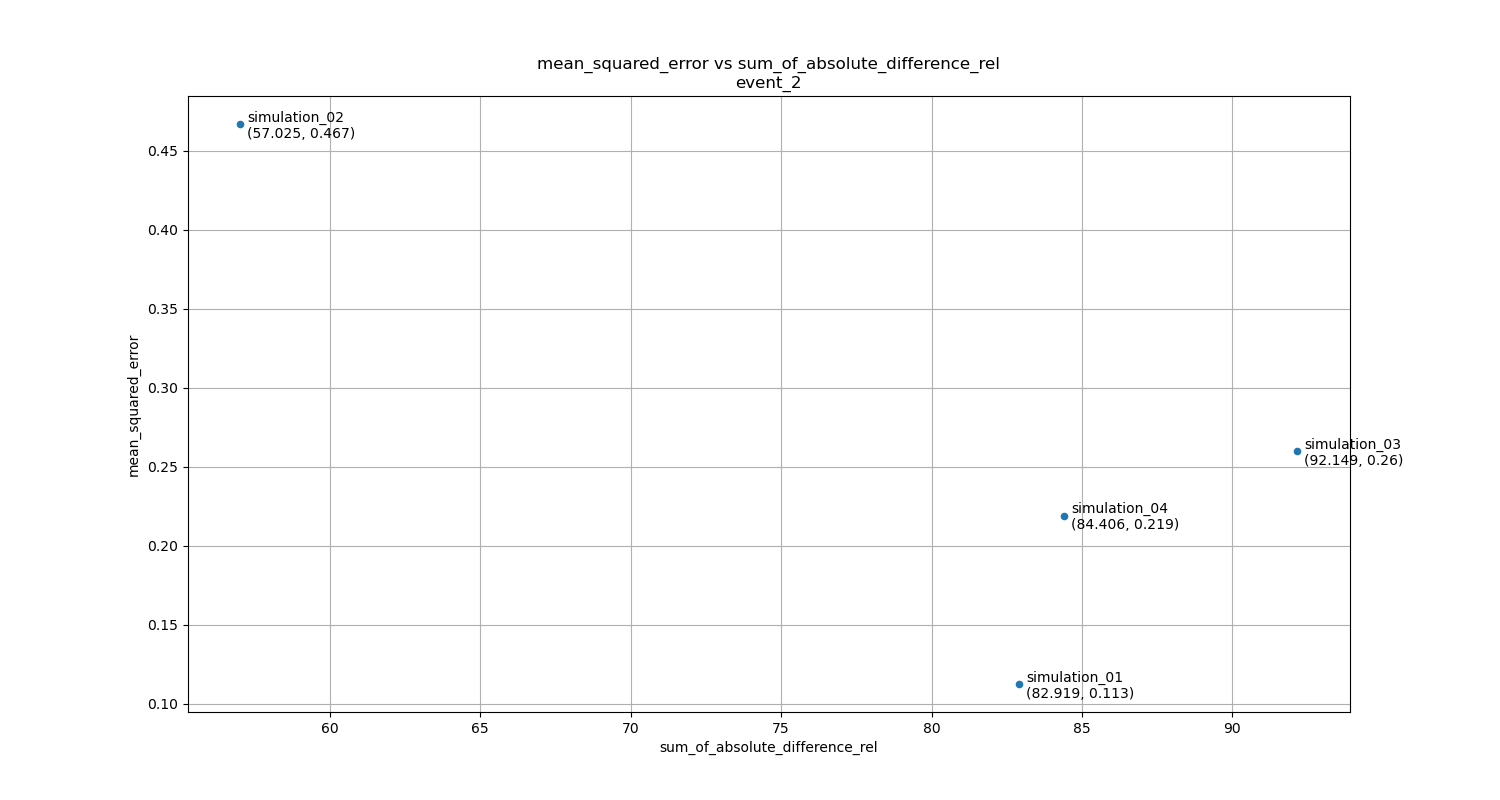 mean_squared_error vs sum_of_absolute_difference_rel
event_2
mean_squared_error
0.45
0.40
0.35
0.30
0.25
0.20
0.15
0.10
simulation_02
(57.025, 0.467)
simulation_03
(92.149, 0.26)
simulation_04
(84.406, 0.219)
simulation_01
(82.919, 0.113)
60
65
70
75
80
85
90
sum_of_absolute_difference_rel